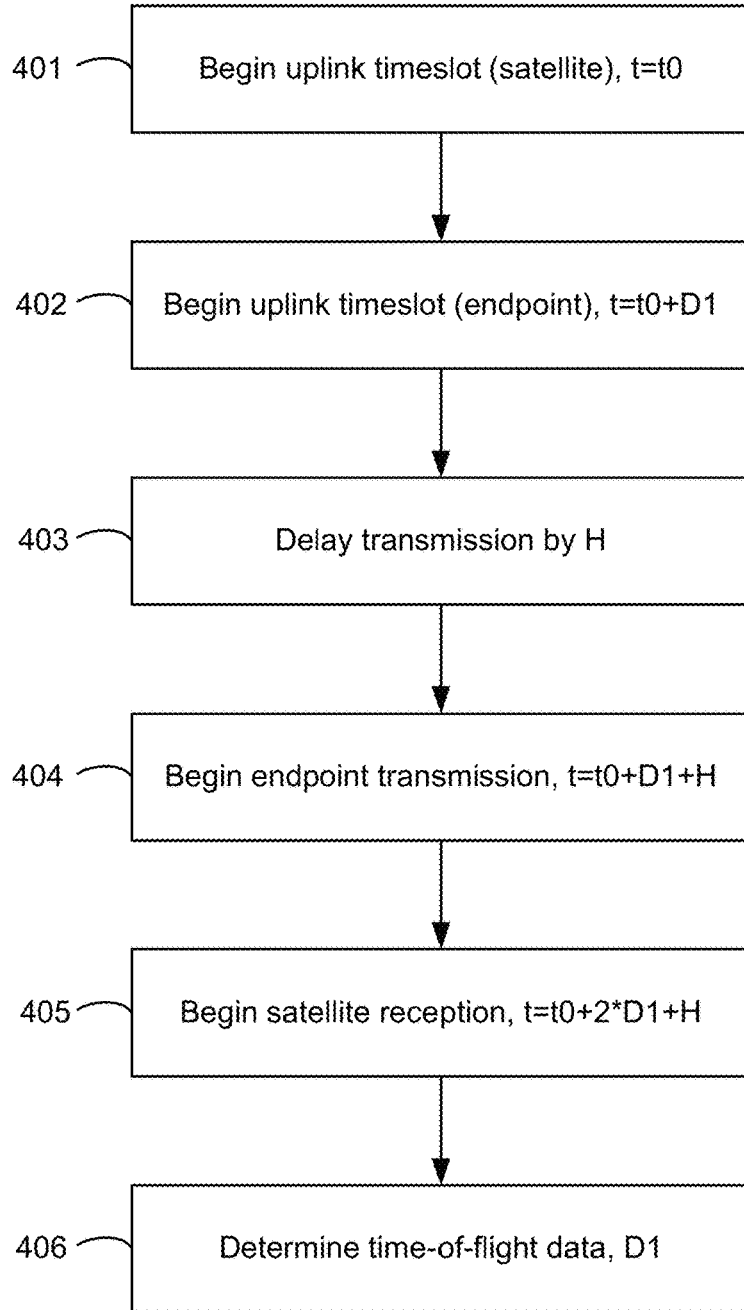 401 Begin uplink timeslot (satellite), t=t0
402 Begin uplink timeslot (endpoint), t=t0+D1
403 Delay transmission by H
404 Begin endpoint transmission, t=t0+D1+H
405 Begin satellite reception, t=t0+2*D1+H
406 Determine time-of-flight data, D1